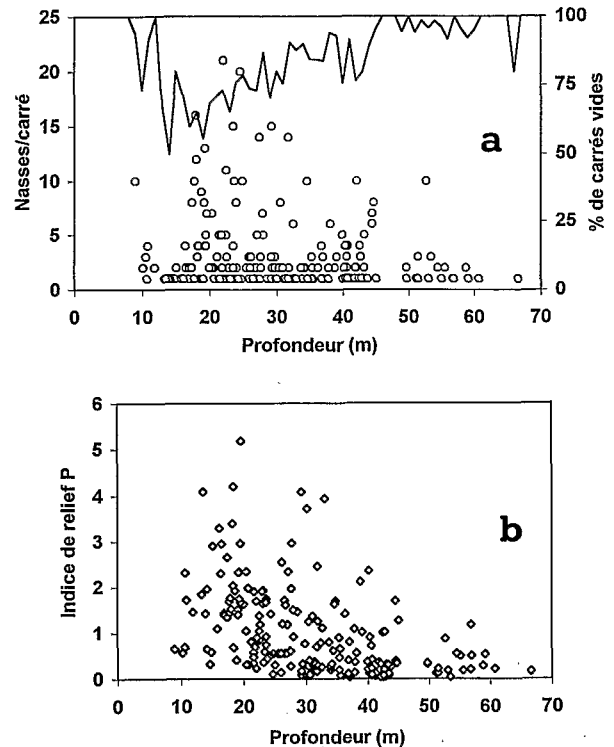 25
20
15
10
5
0
Nasses/carré
100
75
50
25
0
% de carrés vides
a
0 10 20 30 40 50 60 70
Profondeur (m)
6
5
4
3
2
1
0
Indice de relief P
b
0 10 20 30 40 50 60 70
Profondeur (m)